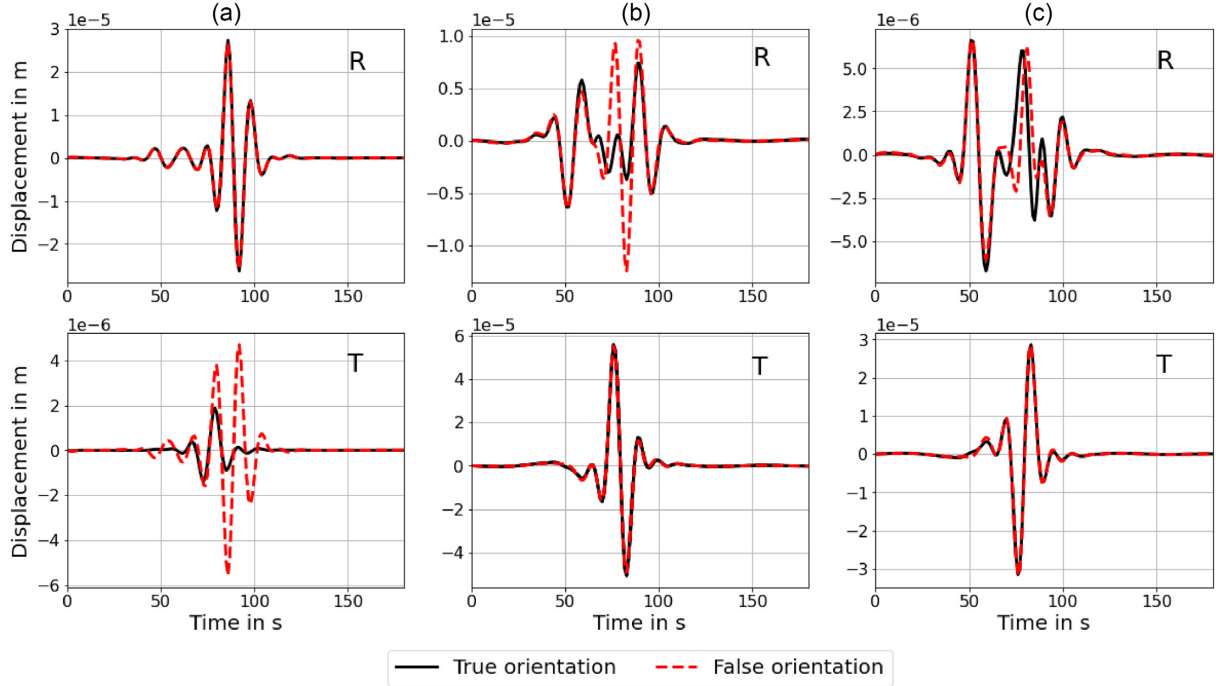 (a) (b) (c)
1e−5 1e−5 1e−6
Displacement in m
3
2
1
0
−1
−2
R
0 50 100 150
1.0
0.5
0.0
−0.5
−1.0
R
0 50 100 150
5.0
2.5
0.0
−2.5
−5.0
R
0 50 100 150
1e−6 1e−5 1e−5
Displacement in m
4
2
0
−2
−4
−6
T
0 50 100 150
Time in s
6
4
2
0
−2
−4
T
0 50 100 150
Time in s
3
2
1
0
−1
−2
−3
T
0 50 100 150
Time in s
True orientation False orientation